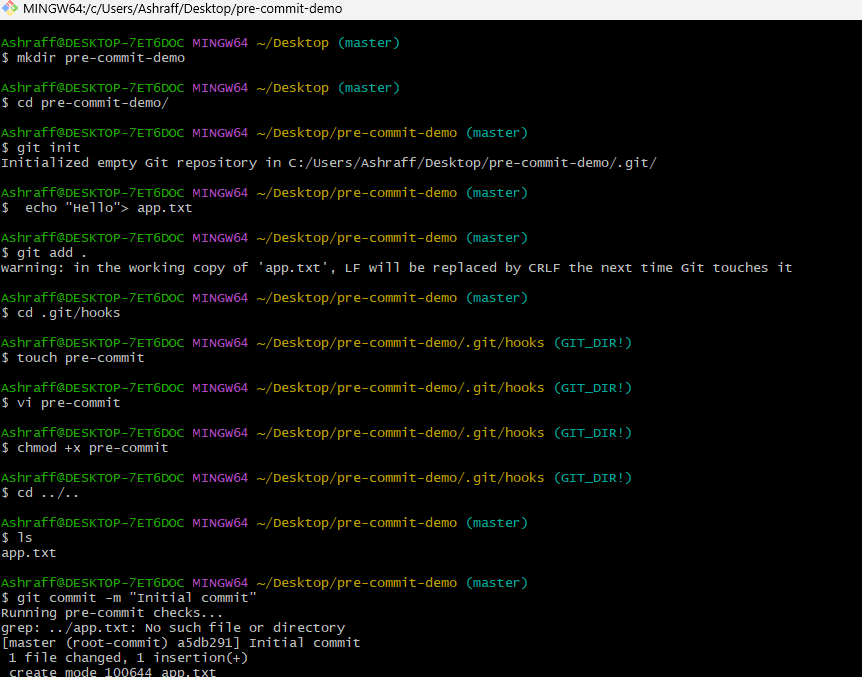 MINGW64:/c/Users/Ashraff/Desktop/pre-commit-demo
Ashraff@DESKTOP-7ET6DOC MINGW64 ~/Desktop (master)
$ mkdir pre-commit-demo
Ashraff@DESKTOP-7ET6DOC MINGW64 ~/Desktop (master)
$ cd pre-commit-demo/
Ashraff@DESKTOP-7ET6DOC MINGW64 ~/Desktop/pre-commit-demo (master)
$ git init
Initialized empty Git repository in C:/Users/Ashraff/Desktop/pre-commit-demo/.git/
Ashraff@DESKTOP-7ET6DOC MINGW64 ~/Desktop/pre-commit-demo (master)
$  echo "Hello"> app.txt
Ashraff@DESKTOP-7ET6DOC MINGW64 ~/Desktop/pre-commit-demo (master)
$ git add .
warning: in the working copy of 'app.txt', LF will be replaced by CRLF the next time Git touches it
Ashraff@DESKTOP-7ET6DOC MINGW64 ~/Desktop/pre-commit-demo (master)
$ cd .git/hooks
Ashraff@DESKTOP-7ET6DOC MINGW64 ~/Desktop/pre-commit-demo/.git/hooks (GIT_DIR!)
$ touch pre-commit
Ashraff@DESKTOP-7ET6DOC MINGW64 ~/Desktop/pre-commit-demo/.git/hooks (GIT_DIR!)
$ vi pre-commit
Ashraff@DESKTOP-7ET6DOC MINGW64 ~/Desktop/pre-commit-demo/.git/hooks (GIT_DIR!)
$ chmod +x pre-commit
Ashraff@DESKTOP-7ET6DOC MINGW64 ~/Desktop/pre-commit-demo/.git/hooks (GIT_DIR!)
$ cd ../..
Ashraff@DESKTOP-7ET6DOC MINGW64 ~/Desktop/pre-commit-demo (master)
$ ls
app.txt
Ashraff@DESKTOP-7ET6DOC MINGW64 ~/Desktop/pre-commit-demo (master)
$ git commit -m "Initial commit"
Running pre-commit checks...
grep: ../app.txt: No such file or directory
[master (root-commit) a5db291] Initial commit
 1 file changed, 1 insertion(+)
 create mode 100644 app.txt